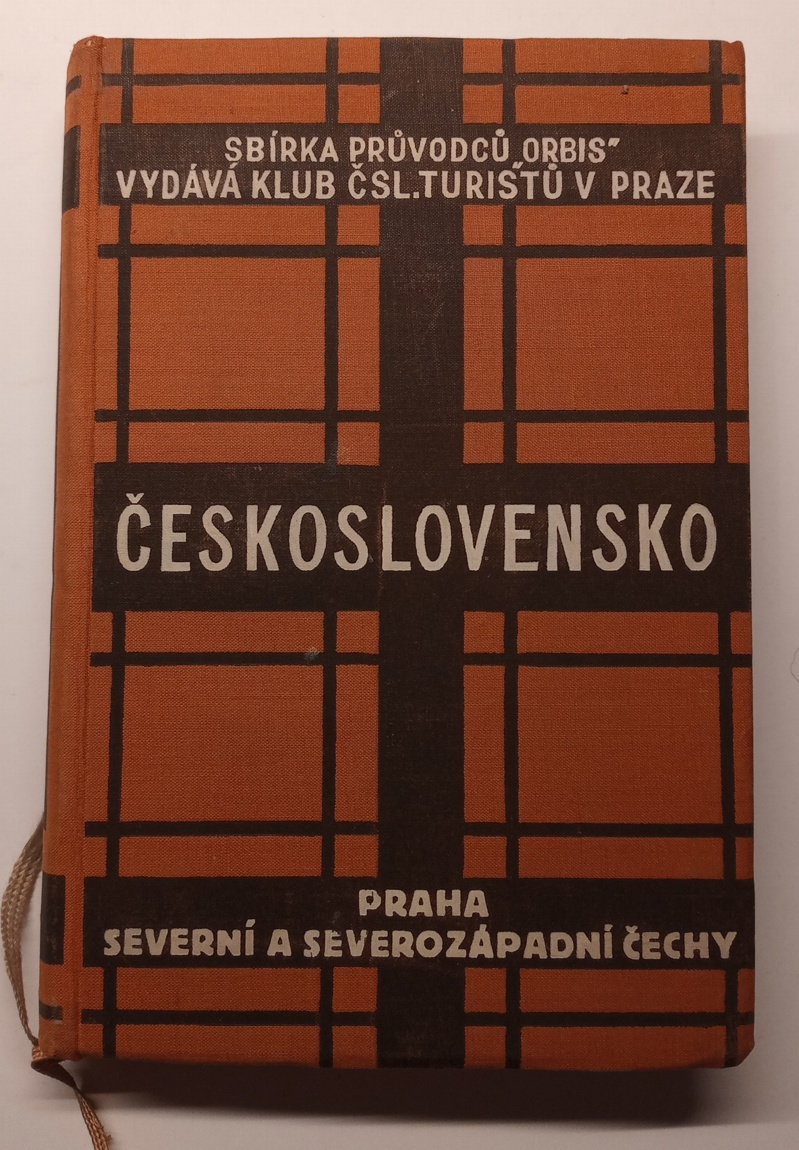 SBÍRKA PRŮVODCŮ „ORBIS”
VYDÁVÁ KLUB ČSL.TURISTŮ V PRAZE
ČESKOSLOVENSKO
PRAHA
SEVERNÍ A SEVEROZÁPADNÍ ČECHY